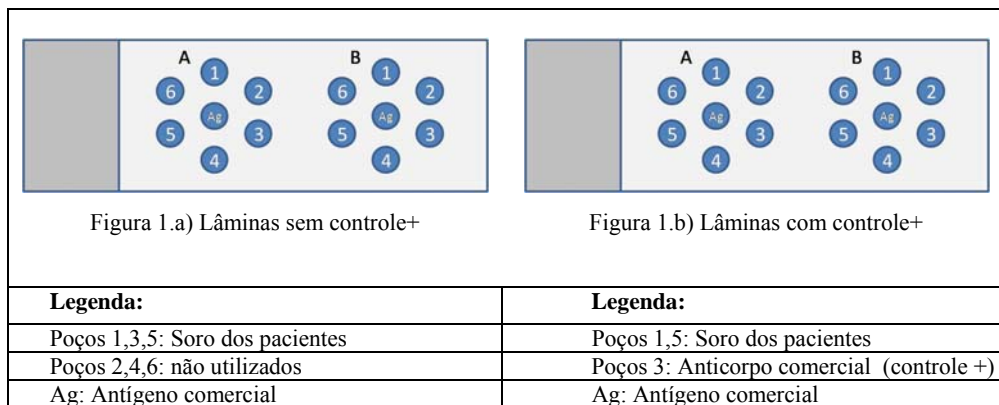 A
B
1
2
3
4
5
6
Ag
1
2
3
4
5
6
Ag
Figura 1.a) Lâminas sem controle+
A
B
1
2
3
4
5
6
Ag
1
2
3
4
5
6
Ag
Figura 1.b) Lâminas com controle+
Legenda:
Poços 1,3,5: Soro dos pacientes
Poços 2,4,6: não utilizados
Ag: Antígeno comercial
Legenda:
Poços 1,5: Soro dos pacientes
Poços 3: Anticorpo comercial (controle +)
Ag: Antígeno comercial